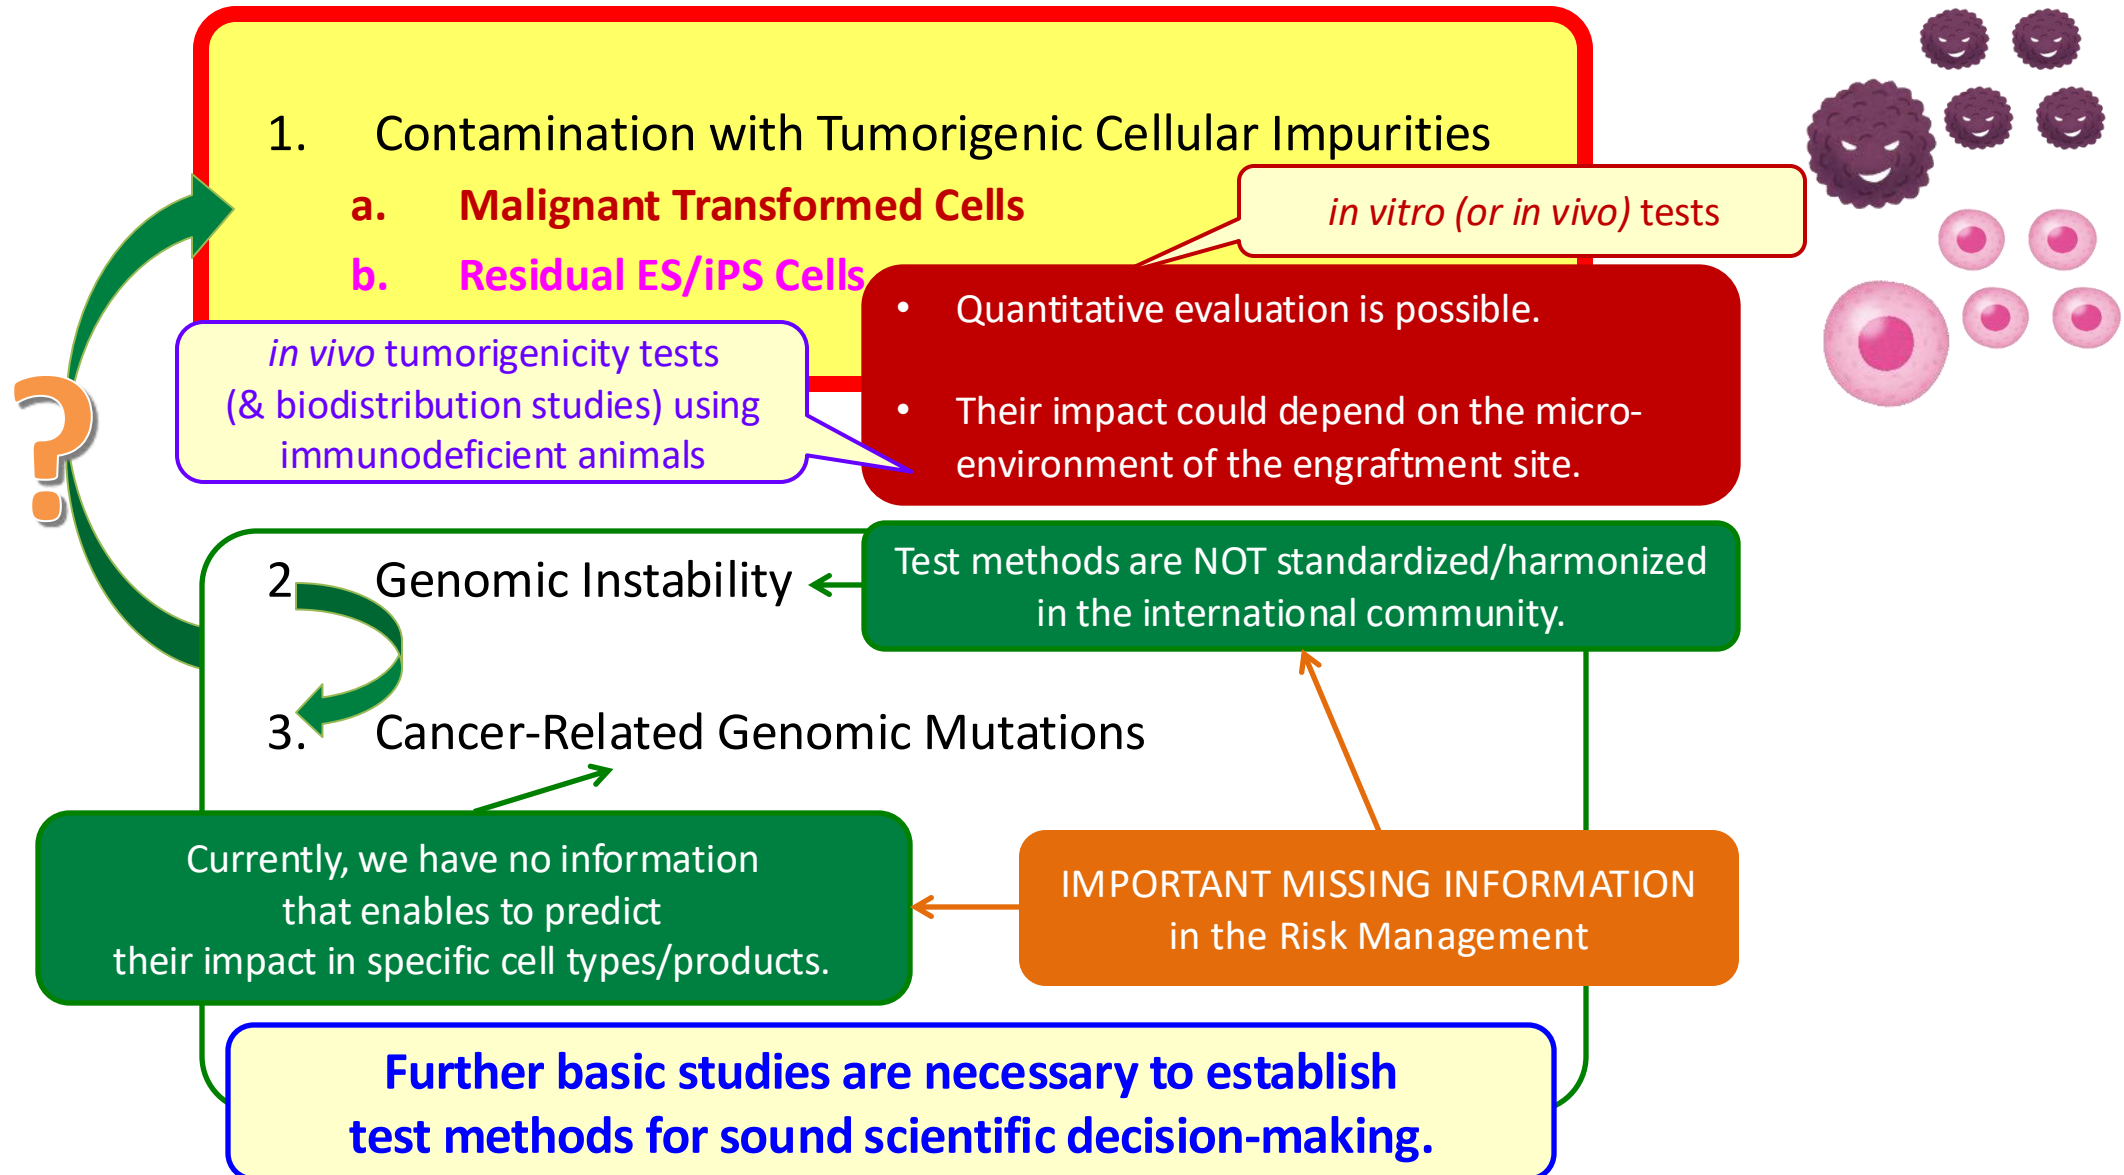 1. Contamination with Tumorigenic Cellular Impurities
a. Malignant Transformed Cells
b. Residual ES/iPS Cells
in vitro (or in vivo) tests
• Quantitative evaluation is possible.
• Their impact could depend on the micro-
environment of the engraftment site.
in vivo tumorigenicity tests
(& biodistribution studies) using
immunodeficient animals
?
2 Genomic Instability
Test methods are NOT standardized/harmonized
in the international community.
3. Cancer-Related Genomic Mutations
Currently, we have no information
that enables to predict
their impact in specific cell types/products.
IMPORTANT MISSING INFORMATION
in the Risk Management
Further basic studies are necessary to establish
test methods for sound scientific decision-making.